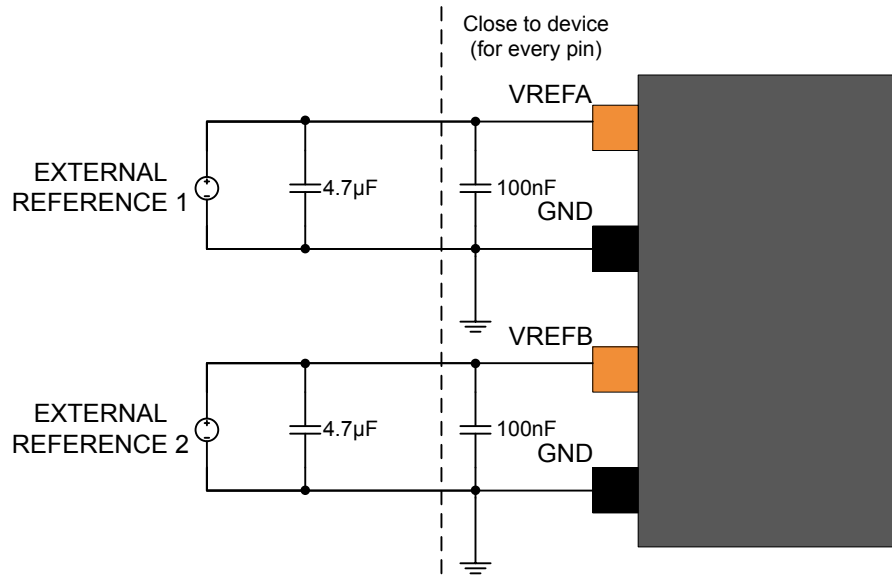 Close to device
(for every pin)
VREFA
EXTERNAL
REFERENCE 1
4.7µF
100nF
GND
VREFB
EXTERNAL
REFERENCE 2
4.7µF
100nF
GND